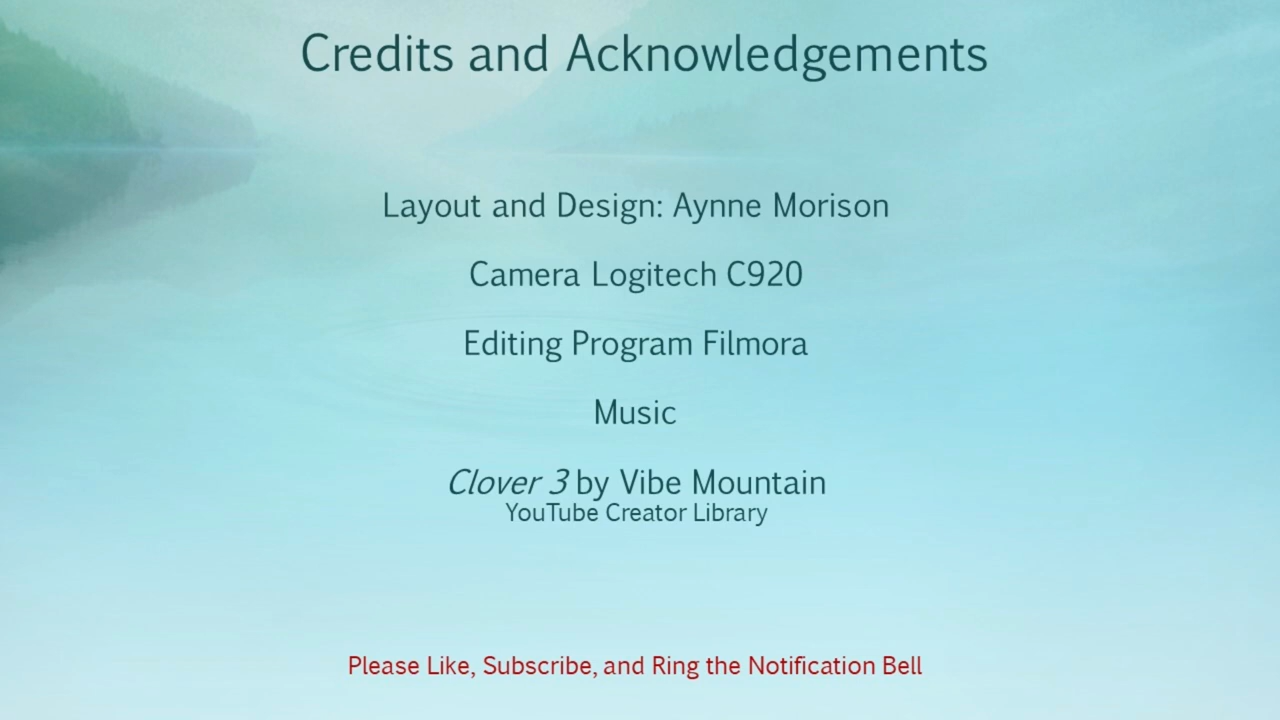 Credits and Acknowledgements
Layout and Design: Aynne Morison
Camera Logitech C920
Editing Program Filmora
Music
Clover 3 by Vibe Mountain
YouTube Creator Library
Please Like, Subscribe, and Ring the Notification Bell